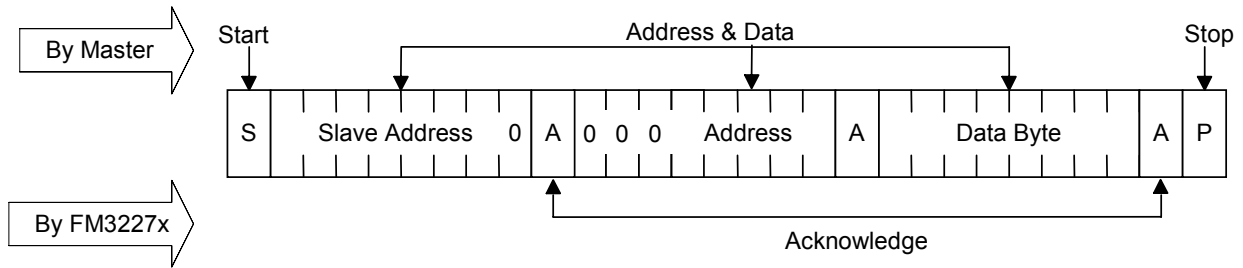 By Master
Start
Address & Data
Stop
S Slave Address 0 A 0 0 0 Address A Data Byte A P
By FM3227x
Acknowledge